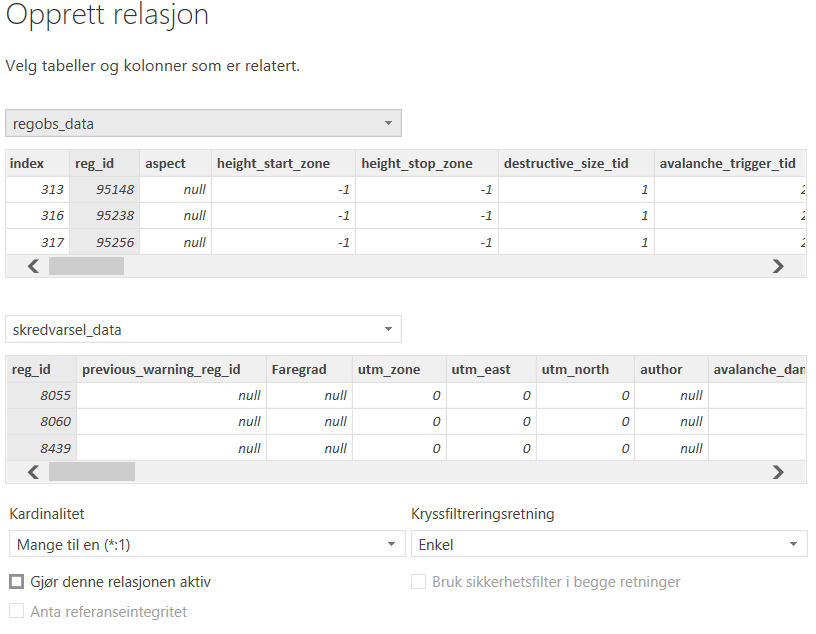 Opprett relasjon
Velg tabeller og kolonner som er relatert.
regobs_data
index reg_id aspect height_start_zone height_stop_zone destructive_size_tid avalanche_trigger_tid
313 95148 null -1 -1 1 2
316 95238 null -1 -1 1 2
317 95256 null -1 -1 1 2
skredvarsel_data
reg_id previous_warning_reg_id Faregrad utm_zone utm_east utm_north author avalanche_dan
8055 null null 0 0 0 null
8060 null null 0 0 0 null
8439 null null 0 0 0 null
Kardinalitet Kryssfiltreringsretning
Mange til en (*:1) Enkel
Gjør denne relasjonen aktiv Bruk sikkerhetsfilter i begge retninger
Anta referanseintegritet